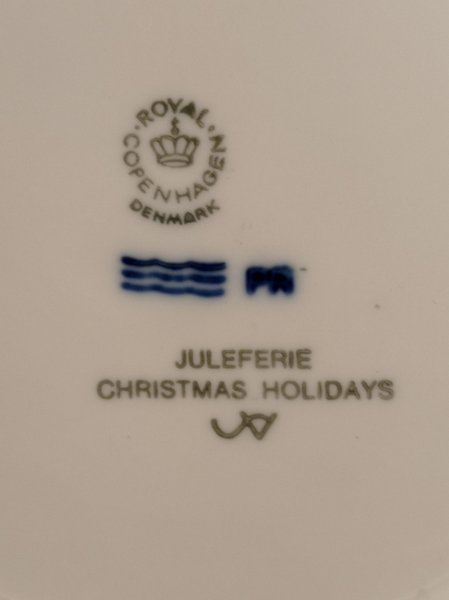 ROYAL
COPENHAGEN
DENMARK
JULEFERIE
CHRISTMAS HOLIDAYS